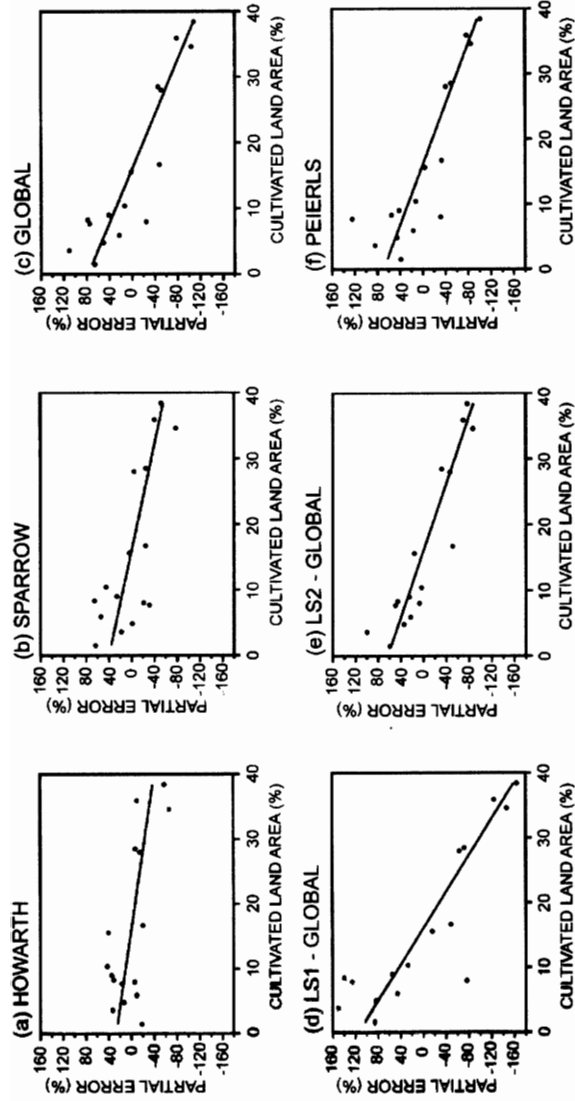 (a) HOWARTH
PARTIAL ERROR (%)
160
120
80
40
0
-40
-80
-120
-160
0 10 20 30 40
CULTIVATED LAND AREA (%)
(b) SPARROW
PARTIAL ERROR (%)
160
120
80
40
0
-40
-80
-120
-160
0 10 20 30 40
CULTIVATED LAND AREA (%)
(c) GLOBAL
PARTIAL ERROR (%)
160
120
80
40
0
-40
-80
-120
-160
0 10 20 30 40
CULTIVATED LAND AREA (%)
(d) LS1 - GLOBAL
PARTIAL ERROR (%)
160
120
80
40
0
-40
-80
-120
-160
0 10 20 30 40
CULTIVATED LAND AREA (%)
(e) LS2 - GLOBAL
PARTIAL ERROR (%)
160
120
80
40
0
-40
-80
-120
-160
0 10 20 30 40
CULTIVATED LAND AREA (%)
(f) PEIERLS
PARTIAL ERROR (%)
160
120
80
40
0
-40
-80
-120
-160
0 10 20 30 40
CULTIVATED LAND AREA (%)